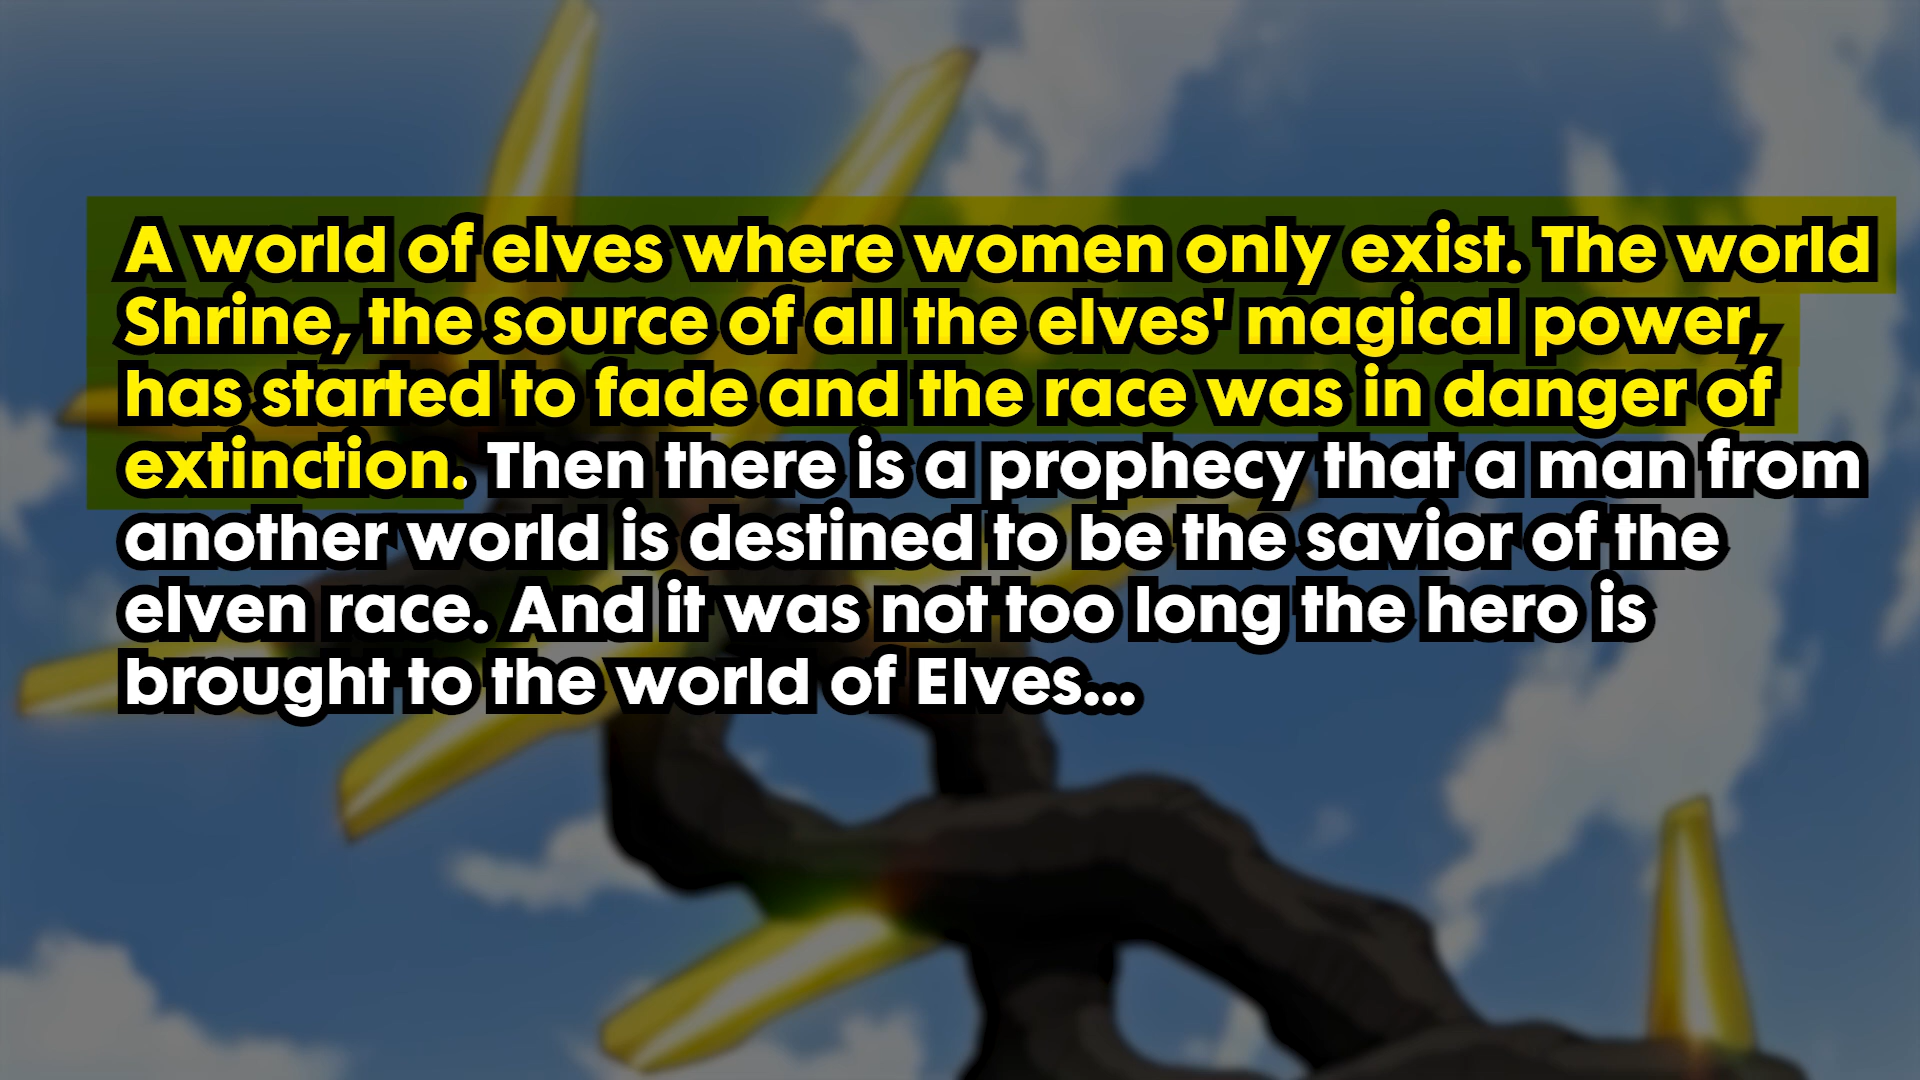 A world of elves where women only exist. The world
Shrine, the source of all the elves' magical power,
has started to fade and the race was in danger of
extinction. Then there is a prophecy that a man from
another world is destined to be the savior of the
elven race. And it was not too long the hero is
brought to the world of Elves...